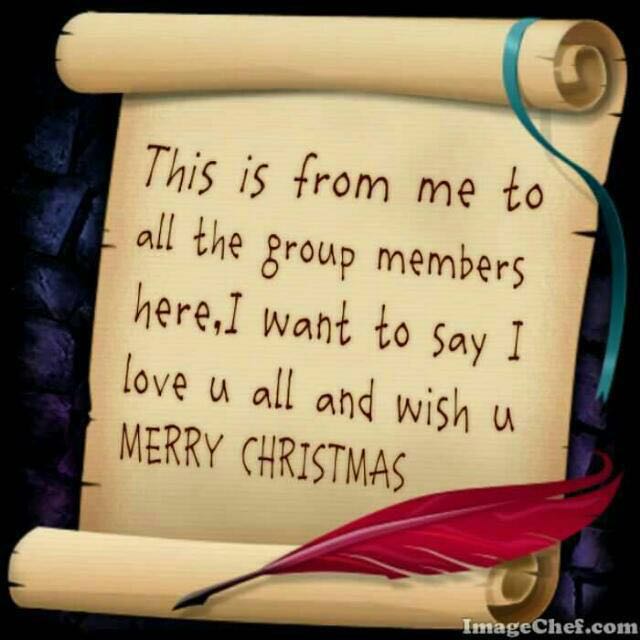 This is from me to
all the group members
here,I want to say I
love u all and wish u
MERRY CHRISTMAS
ImageChef.com